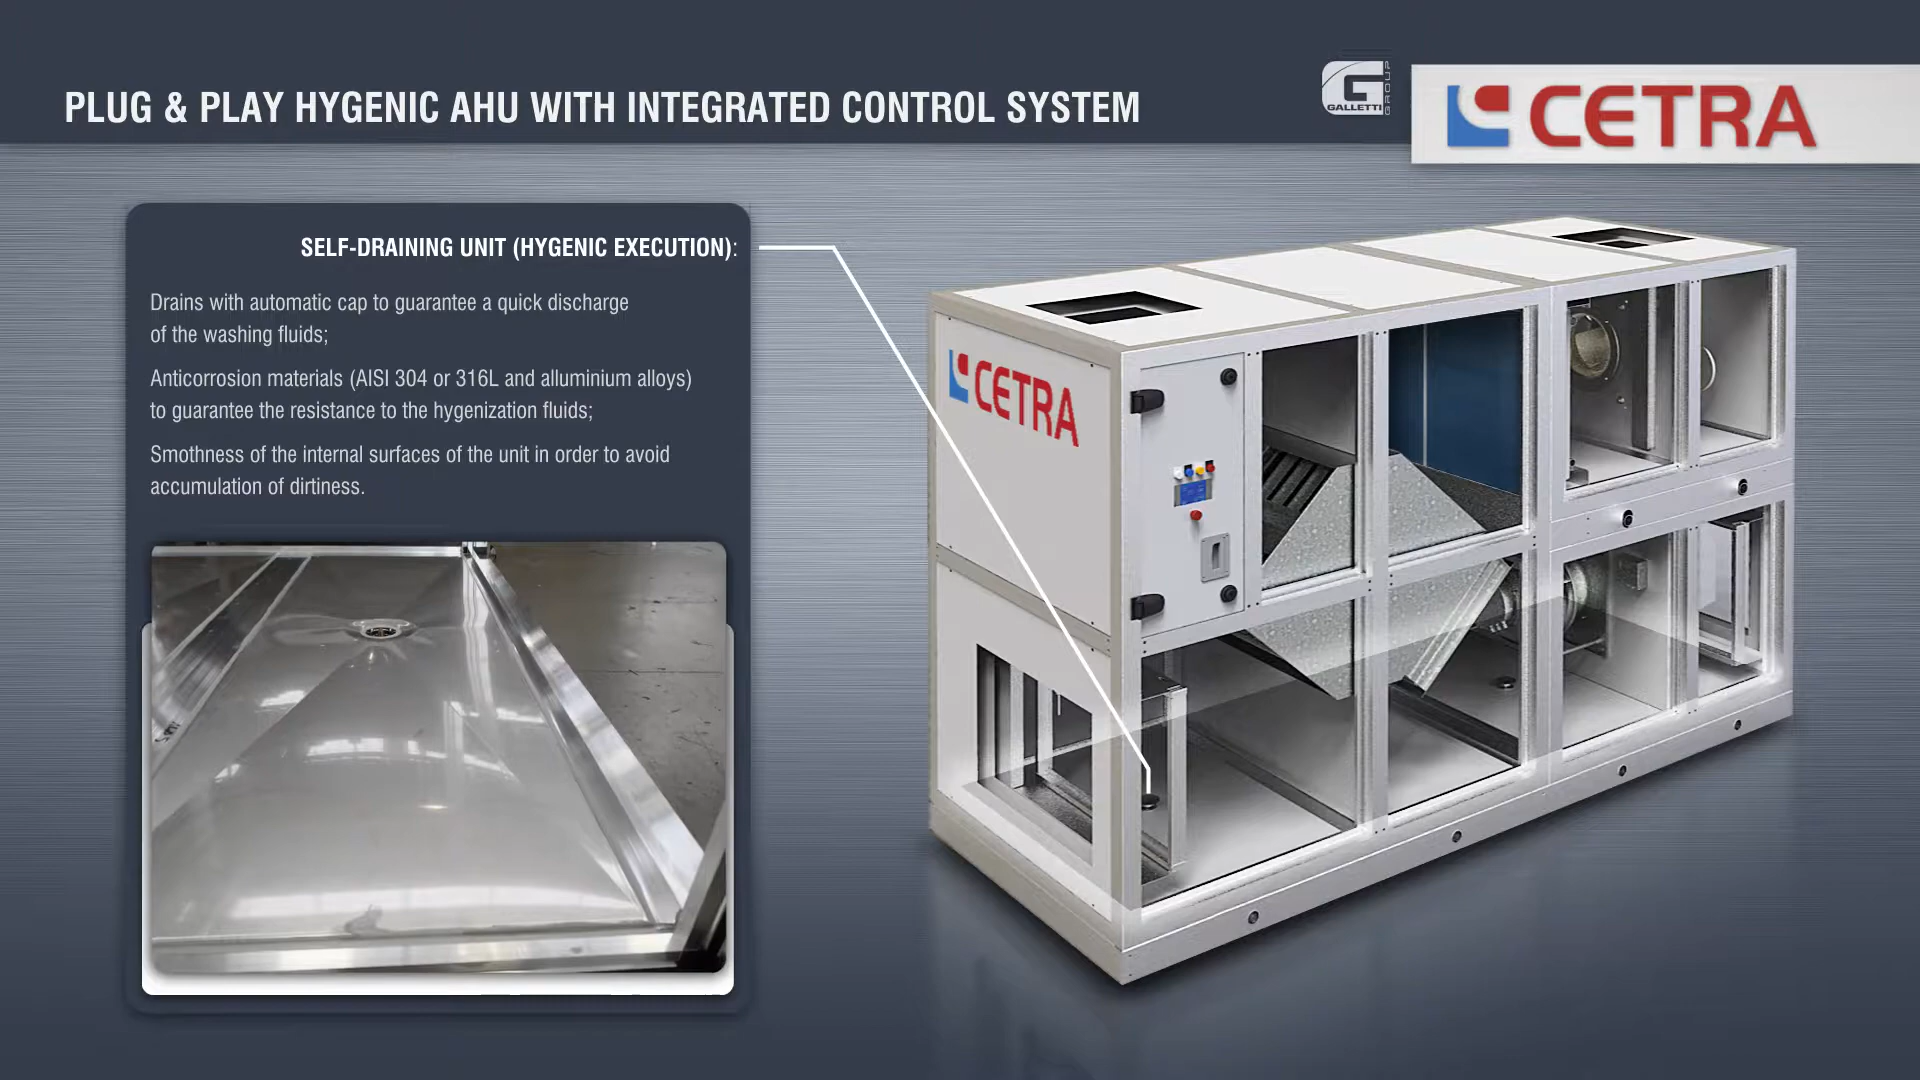 PLUG & PLAY HYGENIC AHU WITH INTEGRATED CONTROL SYSTEM
GALLETTI
GROUP
CETRA
SELF-DRAINING UNIT (HYGENIC EXECUTION):
Drains with automatic cap to guarantee a quick discharge
of the washing fluids;
Anticorrosion materials (AISI 304 or 316L and alluminium alloys)
to guarantee the resistance to the hygenization fluids;
Smothness of the internal surfaces of the unit in order to avoid
accumulation of dirtiness.
CETRA